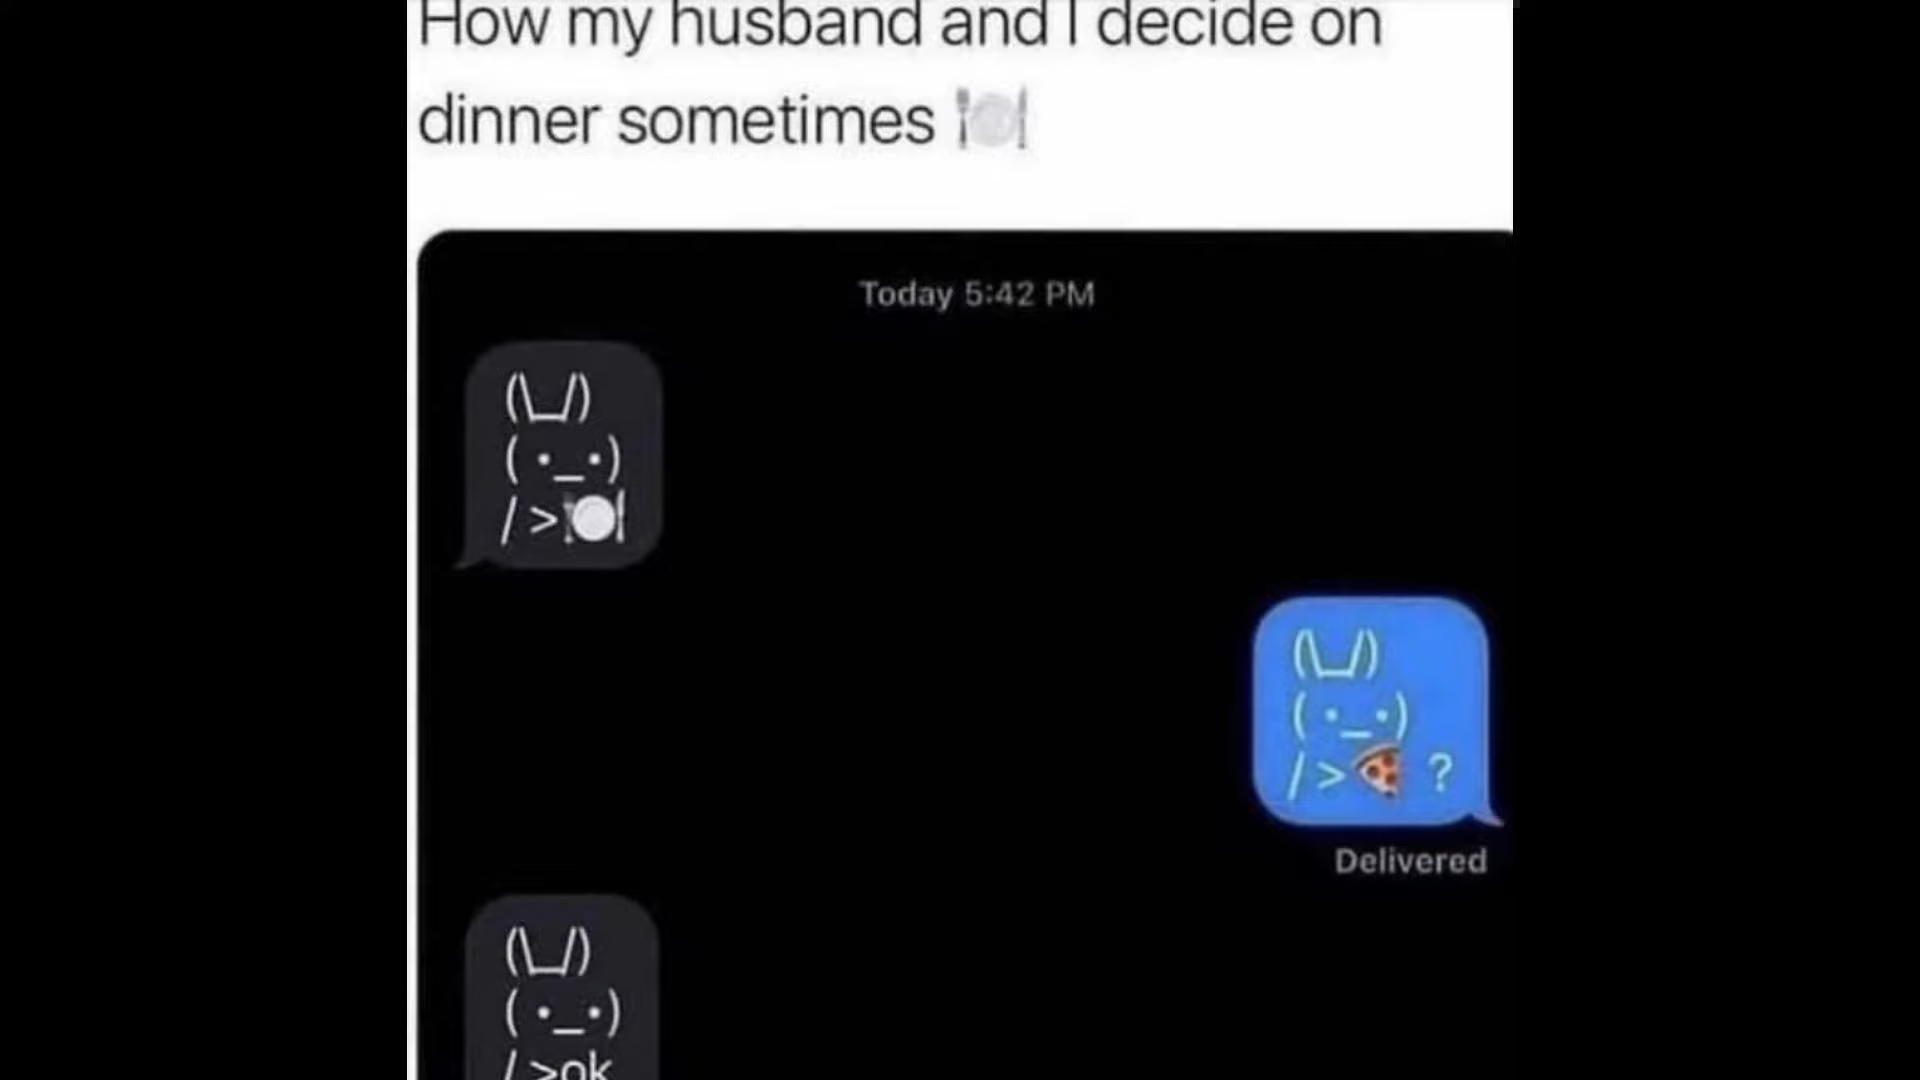 How my husband and I decide on
dinner sometimes 🍽️
Today 5:42 PM
(\_/)
( •_•)
/ >🍽️
(\_/)
( •_•)
/ >🍕 ?
Delivered
(\_/)
( •_•)
/ >ok